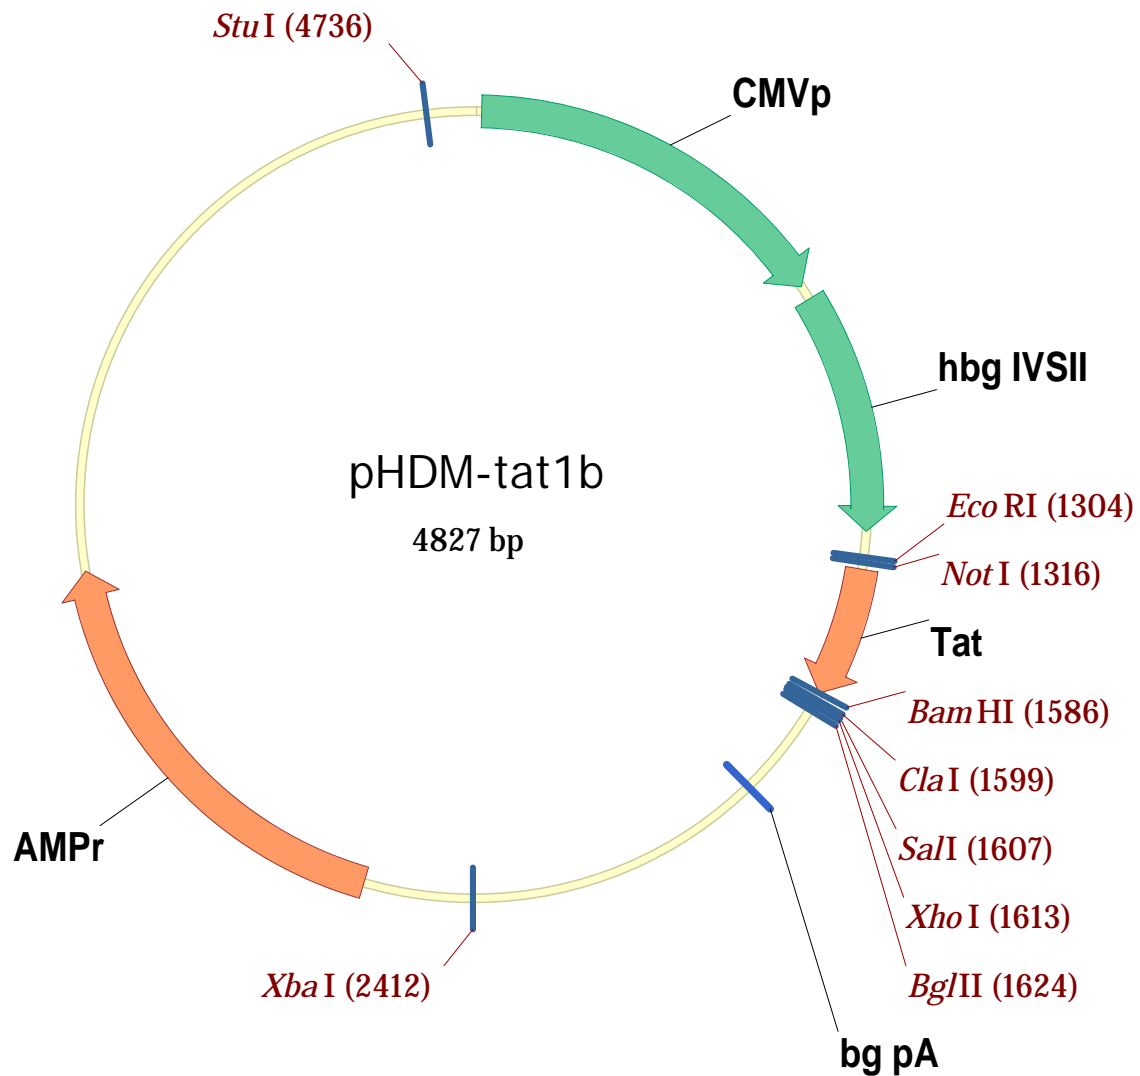 StuI (4736)
CMVp
hbg IVSII
pHDM-tat1b
4827 bp
EcoRI (1304)
NotI (1316)
Tat
BamHI (1586)
ClaI (1599)
SalI (1607)
AMPr
XhoI (1613)
XbaI (2412)
BglII (1624)
bg pA